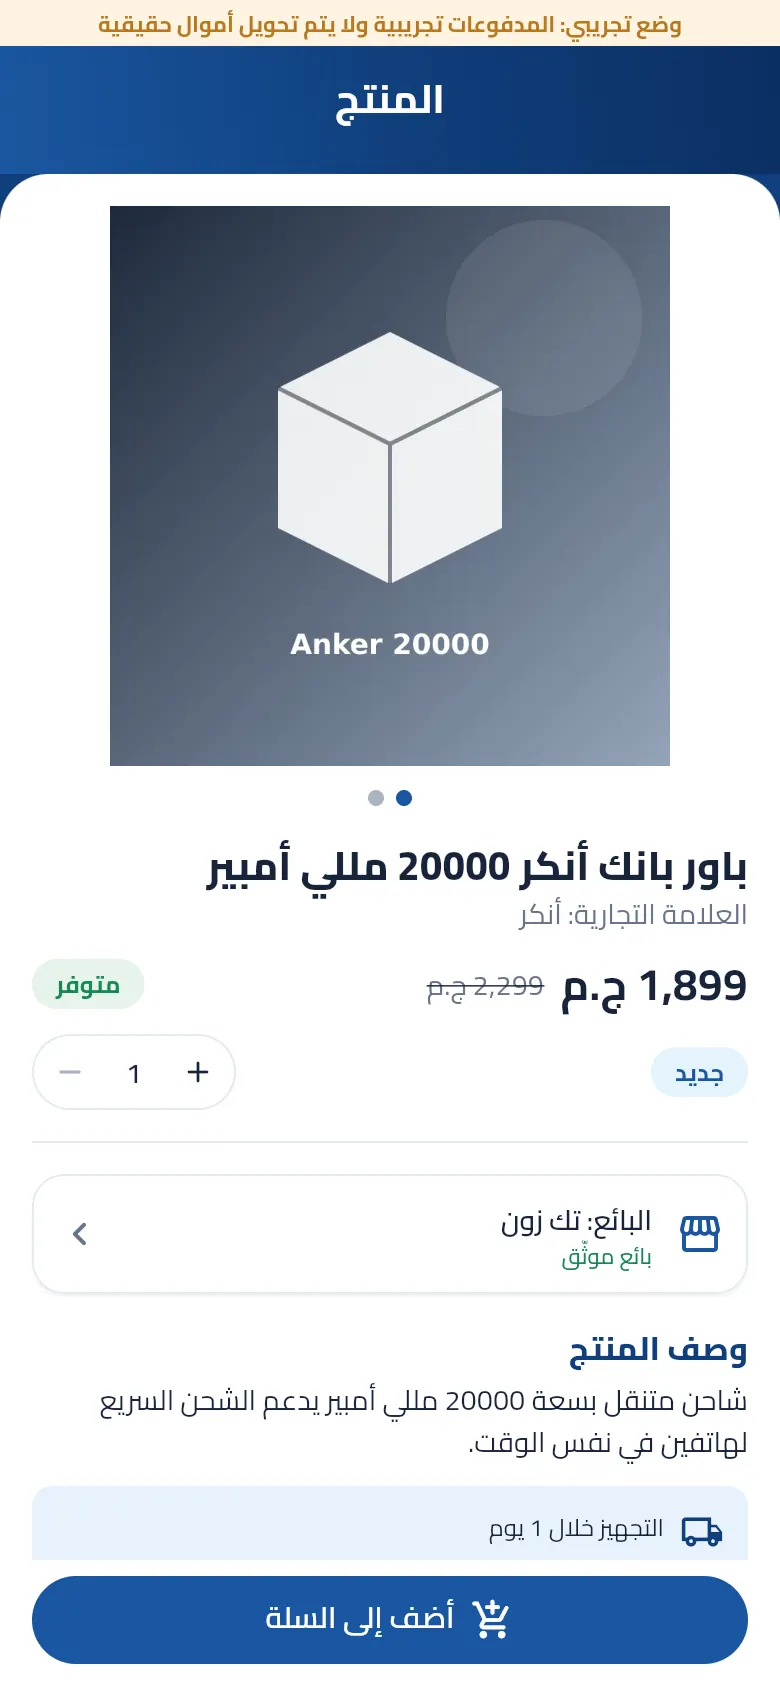 وضع تجريبي: المدفوعات تجريبية ولا يتم تحويل أموال حقيقية
المنتج
Anker 20000
باور بانك أنكر 20000 مللي أمبير
العلامة التجارية: أنكر
1,899 ج.م 2,299 ج.م
متوفر
جديد
+ 1 −
البائع: تك زون
بائع موثّق
وصف المنتج
شاحن متنقل بسعة 20000 مللي أمبير يدعم الشحن السريع
لهاتفين في نفس الوقت.
التجهيز خلال 1 يوم
أضف إلى السلة